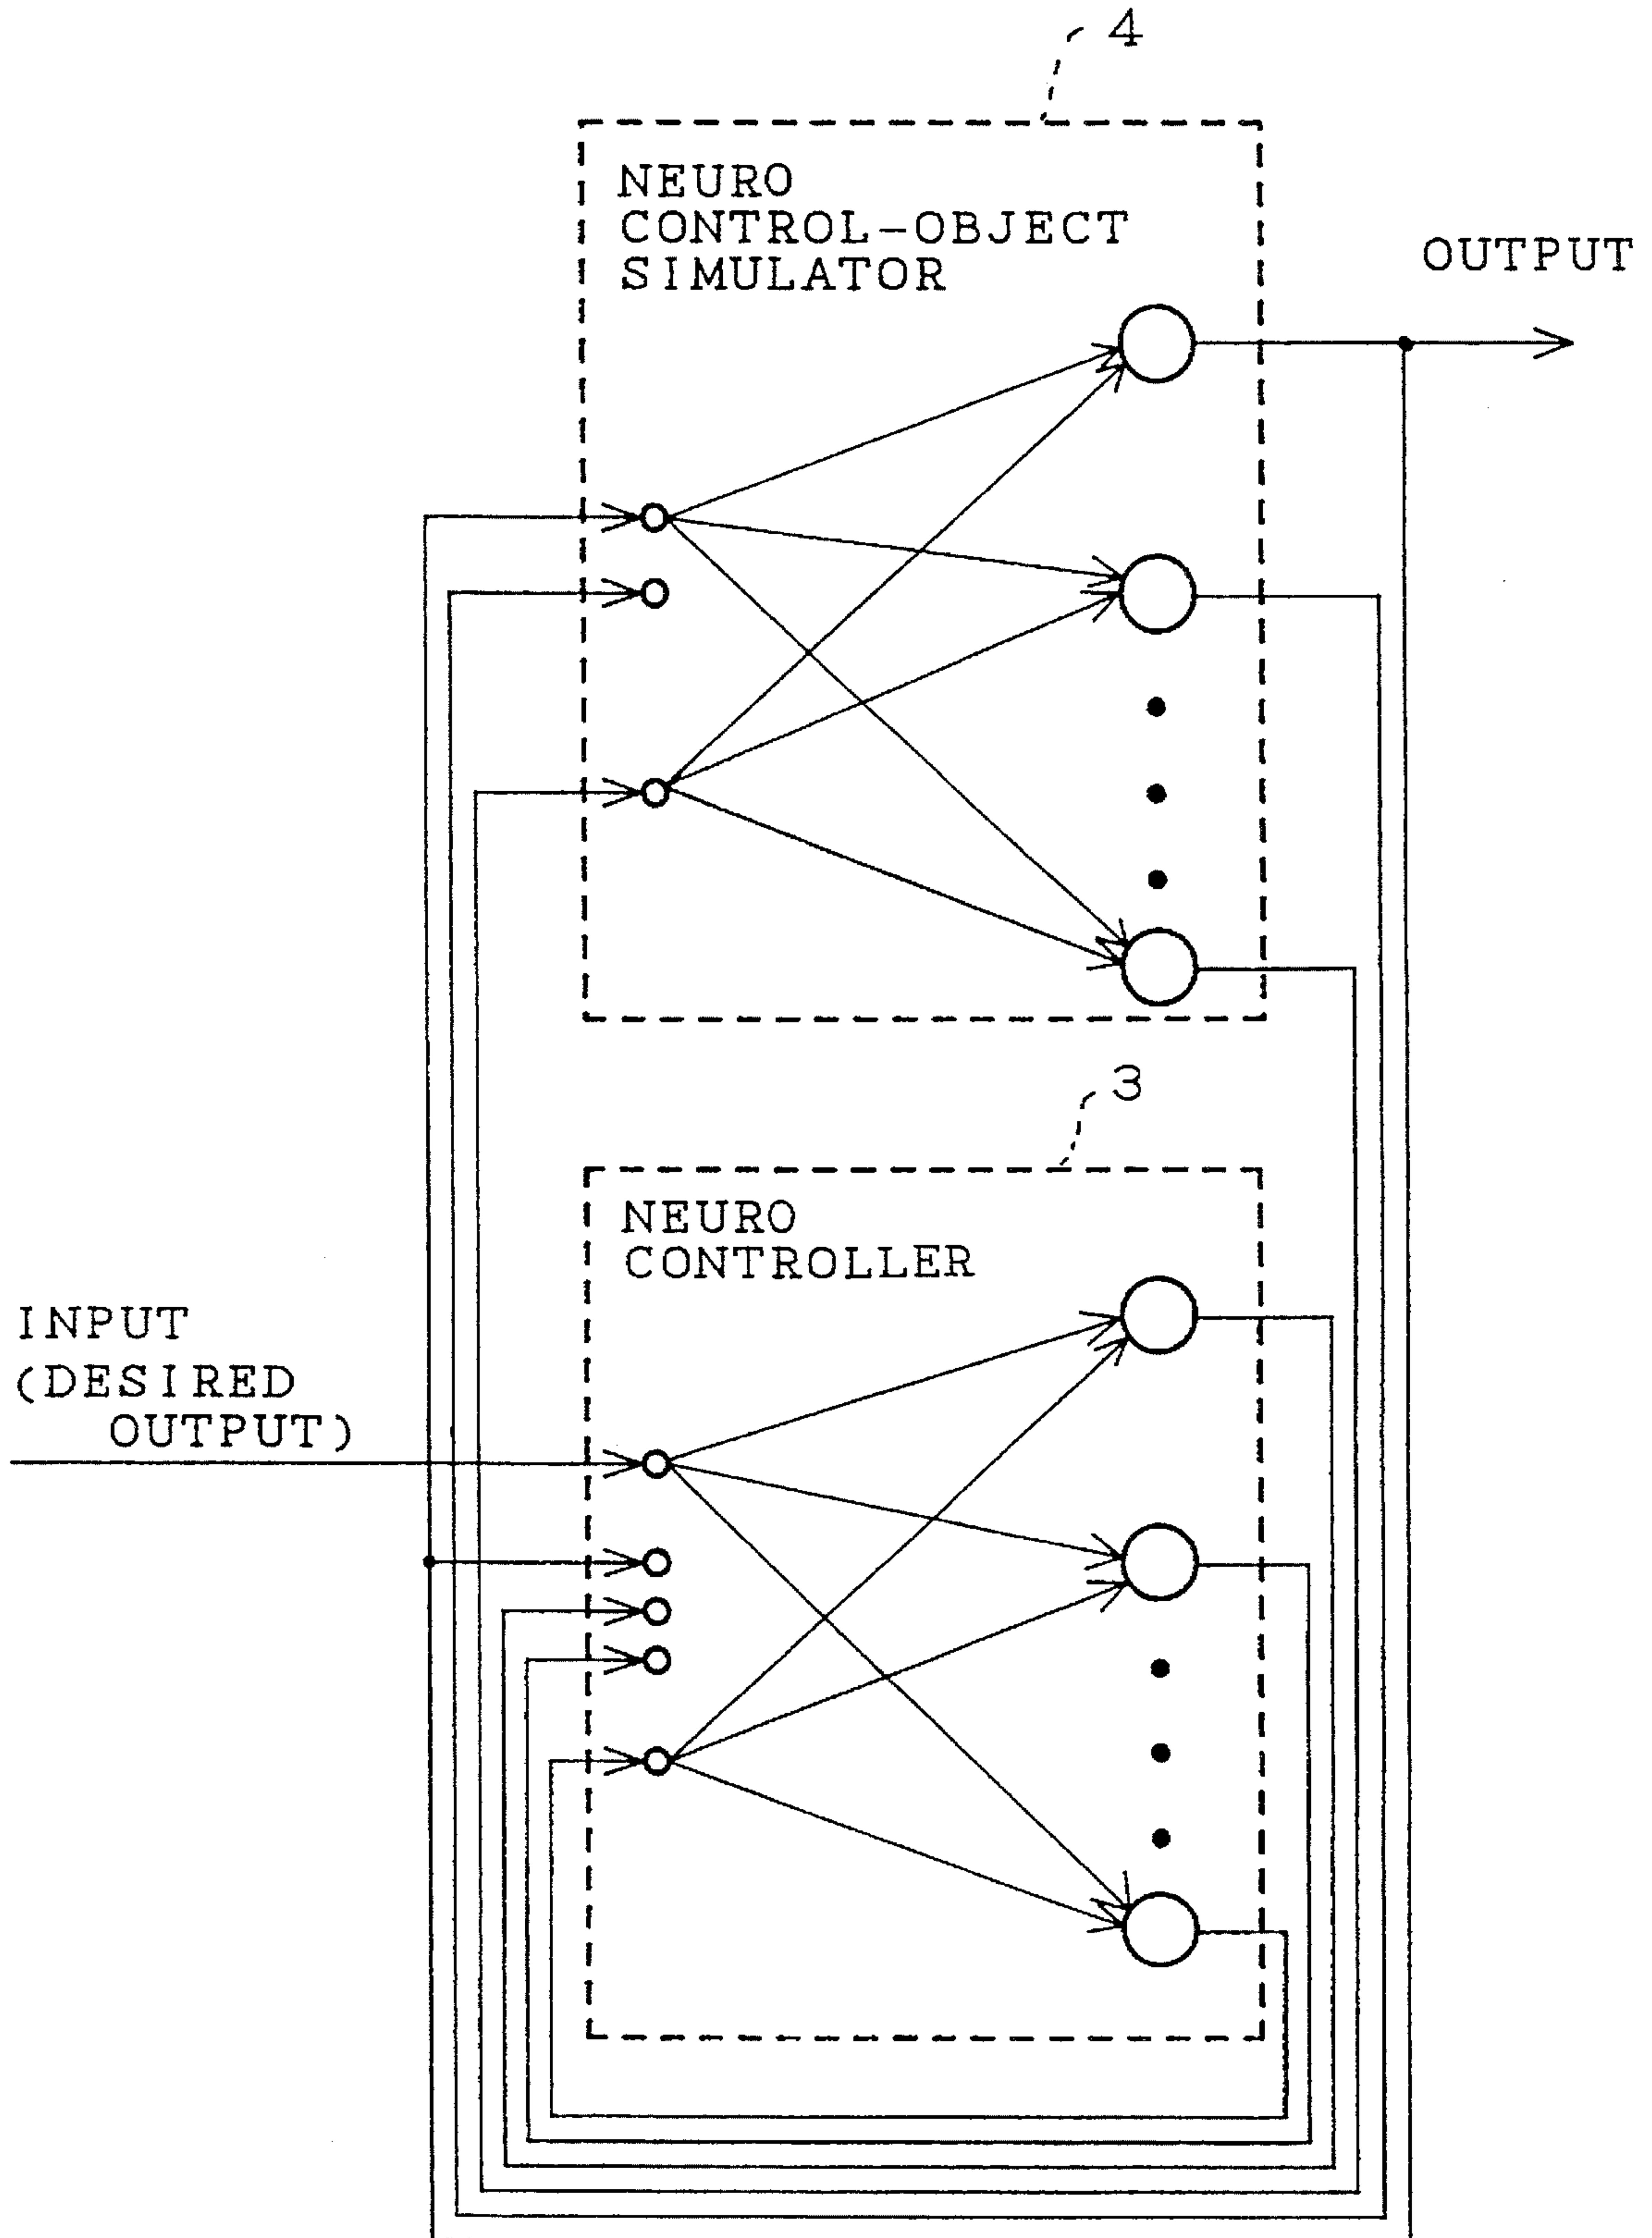 4
NEURO
CONTROL-OBJECT
SIMULATOR
OUTPUT
3
NEURO
CONTROLLER
INPUT
(DESIRED
OUTPUT)